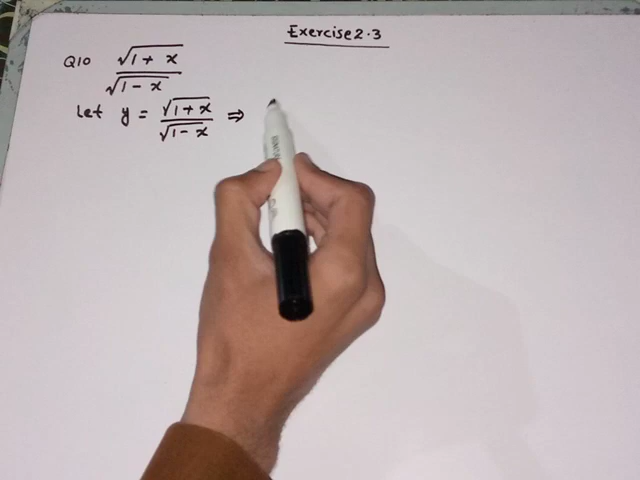 Exercise 2.3
Q10 √1 + x / √1 - x
Let y = √1+x / √1-x ⇒